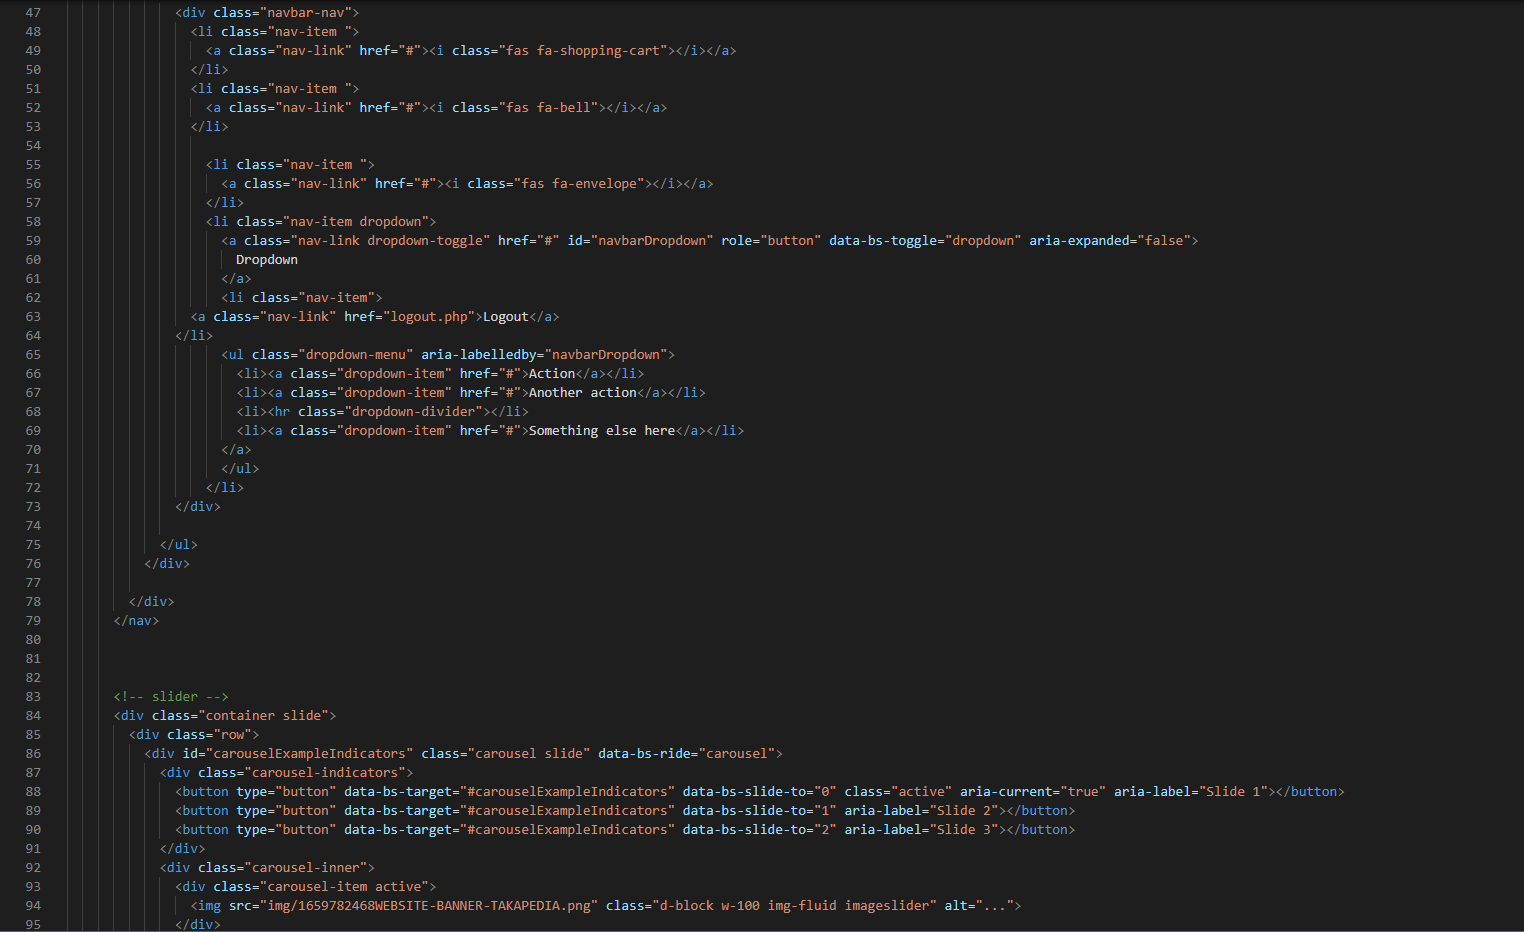 47 <div class="navbar-nav">
48 <li class="nav-item ">
49 <a class="nav-link" href="#"><i class="fas fa-shopping-cart"></i></a>
50 </li>
51 <li class="nav-item ">
52 <a class="nav-link" href="#"><i class="fas fa-bell"></i></a>
53 </li>
54
55 <li class="nav-item ">
56 <a class="nav-link" href="#"><i class="fas fa-envelope"></i></a>
57 </li>
58 <li class="nav-item dropdown">
59 <a class="nav-link dropdown-toggle" href="#" id="navbarDropdown" role="button" data-bs-toggle="dropdown" aria-expanded="false">
60 Dropdown
61 </a>
62 <li class="nav-item">
63 <a class="nav-link" href="logout.php">Logout</a>
64 </li>
65 <ul class="dropdown-menu" aria-labelledby="navbarDropdown">
66 <li><a class="dropdown-item" href="#">Action</a></li>
67 <li><a class="dropdown-item" href="#">Another action</a></li>
68 <li><hr class="dropdown-divider"></li>
69 <li><a class="dropdown-item" href="#">Something else here</a></li>
70 </a>
71 </ul>
72 </li>
73 </div>
74
75 </ul>
76 </div>
77
78 </div>
79 </nav>
80
81
82
83 <!-- slider -->
84 <div class="container slide">
85 <div class="row">
86 <div id="carouselExampleIndicators" class="carousel slide" data-bs-ride="carousel">
87 <div class="carousel-indicators">
88 <button type="button" data-bs-target="#carouselExampleIndicators" data-bs-slide-to="0" class="active" aria-current="true" aria-label="Slide 1"></button>
89 <button type="button" data-bs-target="#carouselExampleIndicators" data-bs-slide-to="1" aria-label="Slide 2"></button>
90 <button type="button" data-bs-target="#carouselExampleIndicators" data-bs-slide-to="2" aria-label="Slide 3"></button>
91 </div>
92 <div class="carousel-inner">
93 <div class="carousel-item active">
94 <img src="img/1659782468WEBSITE-BANNER-TAKAPEDIA.png" class="d-block w-100 img-fluid imageslider" alt="...">
95 </div>